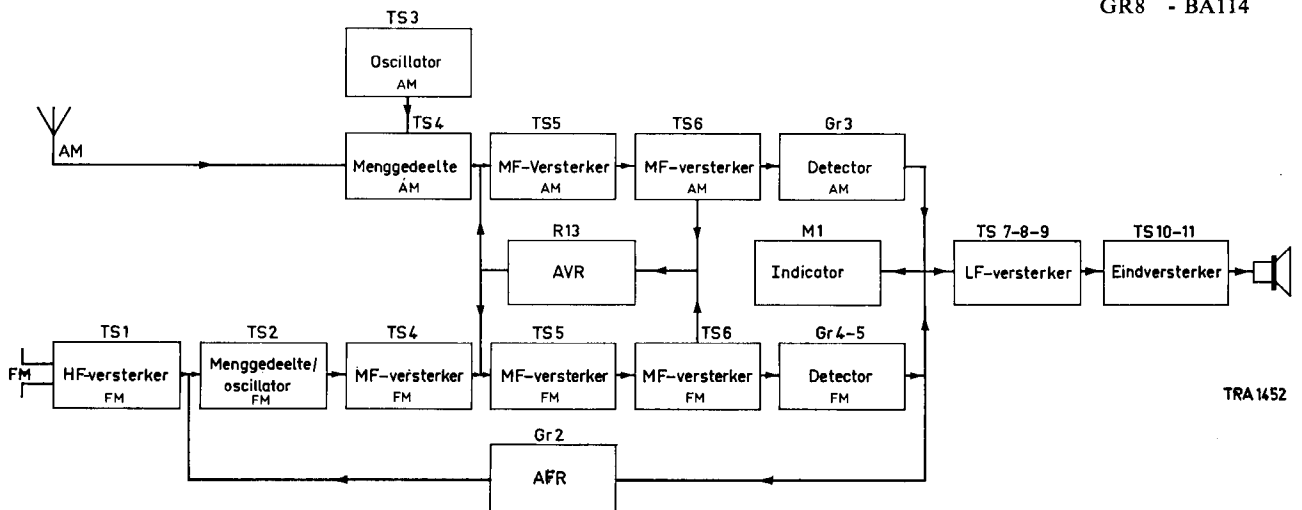 GR8 - BA114
TS3
Oscillator
AM
AM
TS4
Menggedeelte
AM
TS5
MF-Versterker
AM
TS6
MF-versterker
AM
Gr3
Detector
AM
R13
AVR
M1
Indicator
TS 7-8-9
LF-versterker
TS10-11
Eindversterker
FM
TS1
HF-versterker
FM
TS2
Menggedeelte/
oscillator
FM
TS4
MF-versterker
FM
TS5
MF-versterker
FM
TS6
MF-versterker
FM
Gr4-5
Detector
FM
TRA1452
Gr2
AFR